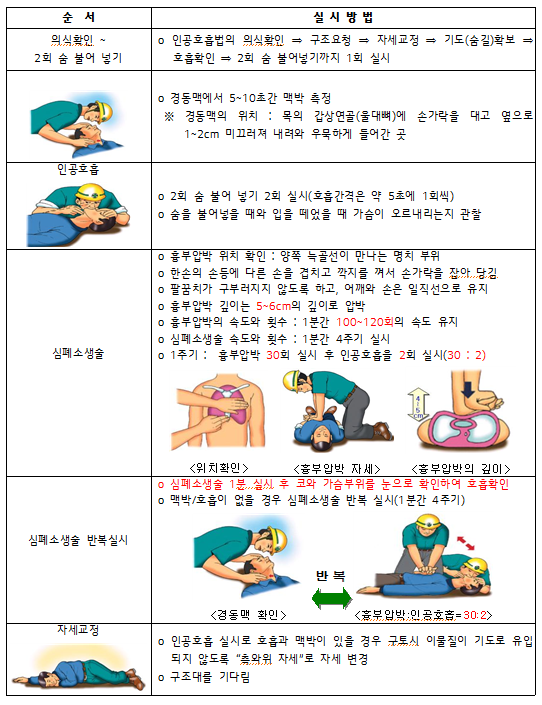 순 서
실 시 방 법
의식확인 ~
2회 숨 불어 넣기
o 인공호흡법의 의식확인 ⇒ 구조요청 ⇒ 자세교정 ⇒ 기도(숨길)확보 ⇒
호흡확인 ⇒ 2회 숨 불어넣기까지 1회 실시
o 경동맥에서 5~10초간 맥박 측정
※ 경동맥의 위치 : 목의 갑상연골(울대뼈)에 손가락을 대고 옆으로
1~2cm 미끄러져 내려와 우묵하게 들어간 곳
인공호흡
o 2회 숨 불어 넣기 2회 실시(호흡간격은 약 5초에 1회씩)
o 숨을 불어넣을 때와 입을 떼었을 때 가슴이 오르내리는지 관찰
심폐소생술
o 흉부압박 위치 확인 : 양쪽 늑골선이 만나는 명치 부위
o 한손의 손등에 다른 손을 겹치고 깍지를 껴서 손가락을 잡아 당김
o 팔꿈치가 구부러지지 않도록 하고, 어깨와 손은 일직선으로 유지
o 흉부압박 깊이는 5~6cm의 깊이로 압박
o 흉부압박의 속도와 횟수 : 1분간 100~120회의 속도 유지
o 심폐소생술 속도와 횟수 : 1분간 4주기 실시
o 1주기 : 흉부압박 30회 실시 후 인공호흡을 2회 실시(30 : 2)
4/5cm
<위치확인>
<흉부압박 자세>
<흉부압박의 깊이>
심폐소생술 반복실시
o 심폐소생술 1분 실시 후 코와 가슴부위를 눈으로 확인하여 호흡확인
o 맥박/호흡이 없을 경우 심폐소생술 반복 실시(1분간 4주기)
반 복
<경동맥 확인>
<흉부압박:인공호흡=30:2>
자세교정
o 인공호흡 실시로 호흡과 맥박이 있을 경우 구토시 이물질이 기도로 유입
되지 않도록 "측와위 자세"로 자세 변경
o 구조대를 기다림